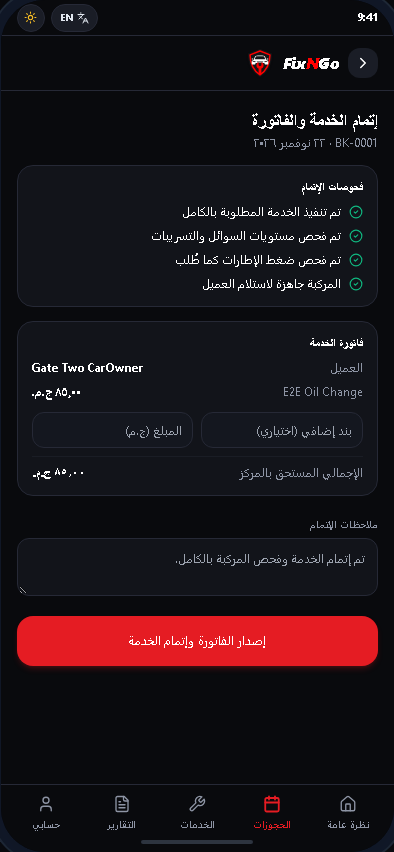 9:41
EN
FixNGo
إتمام الخدمة والفاتورة
BK-0001 · ٢٢ نوفمبر ٢٠٢٦
فحوصات الإتمام
تم تنفيذ الخدمة المطلوبة بالكامل
تم فحص مستويات السوائل والتسريبات
تم فحص ضغط الإطارات كما طُلب
المركبة جاهزة لاستلام العميل
فاتورة الخدمة
العميل Gate Two CarOwner
E2E Oil Change ٨٥٫٠٠ ج.م.
بند إضافي (اختياري) المبلغ (ج.م)
الإجمالي المستحق بالمركز ٨٥٫٠٠ ج.م.
ملاحظات الإتمام
تم إتمام الخدمة وفحص المركبة بالكامل.
إصدار الفاتورة وإتمام الخدمة
نظرة عامة الحجوزات الخدمات التقارير حسابي